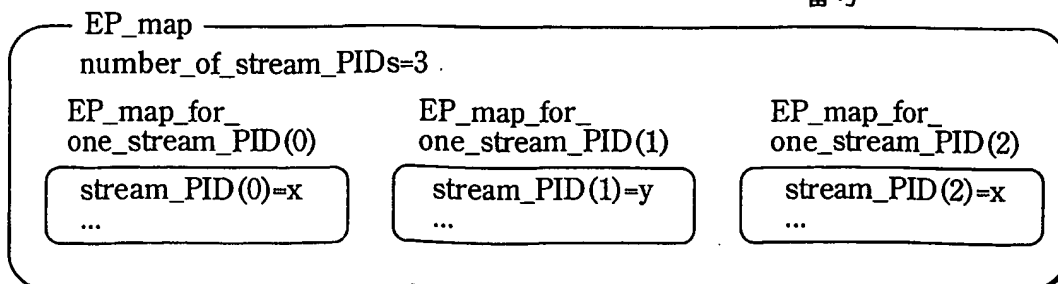 EP_map
number_of_stream_PIDs=3
EP_map_for_
one_stream_PID(0)
EP_map_for_
one_stream_PID(1)
EP_map_for_
one_stream_PID(2)
stream_PID(0)=x
...
stream_PID(1)=y
...
stream_PID(2)=x
...